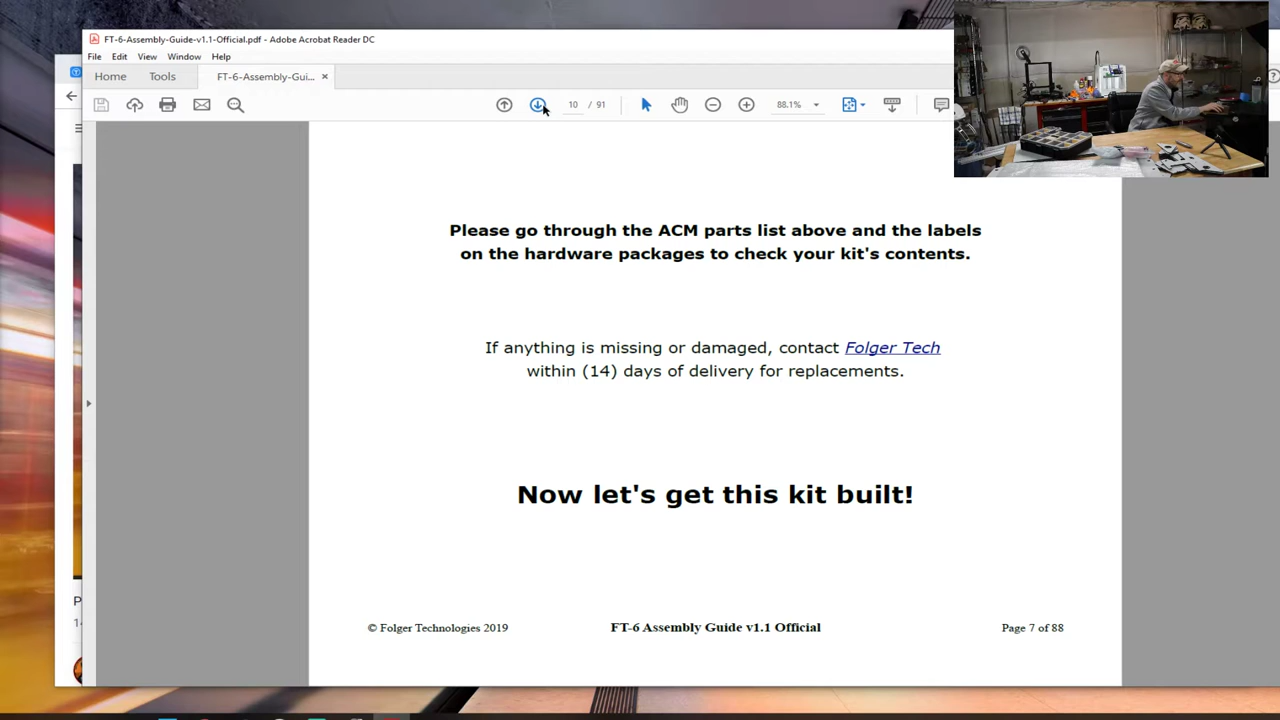 FT-6-Assembly-Guide-v1.1-Official.pdf - Adobe Acrobat Reader DC
File Edit View Window Help
Home Tools FT-6-Assembly-Gui... ×
10 / 91 88.1%
Please go through the ACM parts list above and the labels
on the hardware packages to check your kit's contents.
If anything is missing or damaged, contact Folger Tech
within (14) days of delivery for replacements.
Now let's get this kit built!
© Folger Technologies 2019 FT-6 Assembly Guide v1.1 Official Page 7 of 88